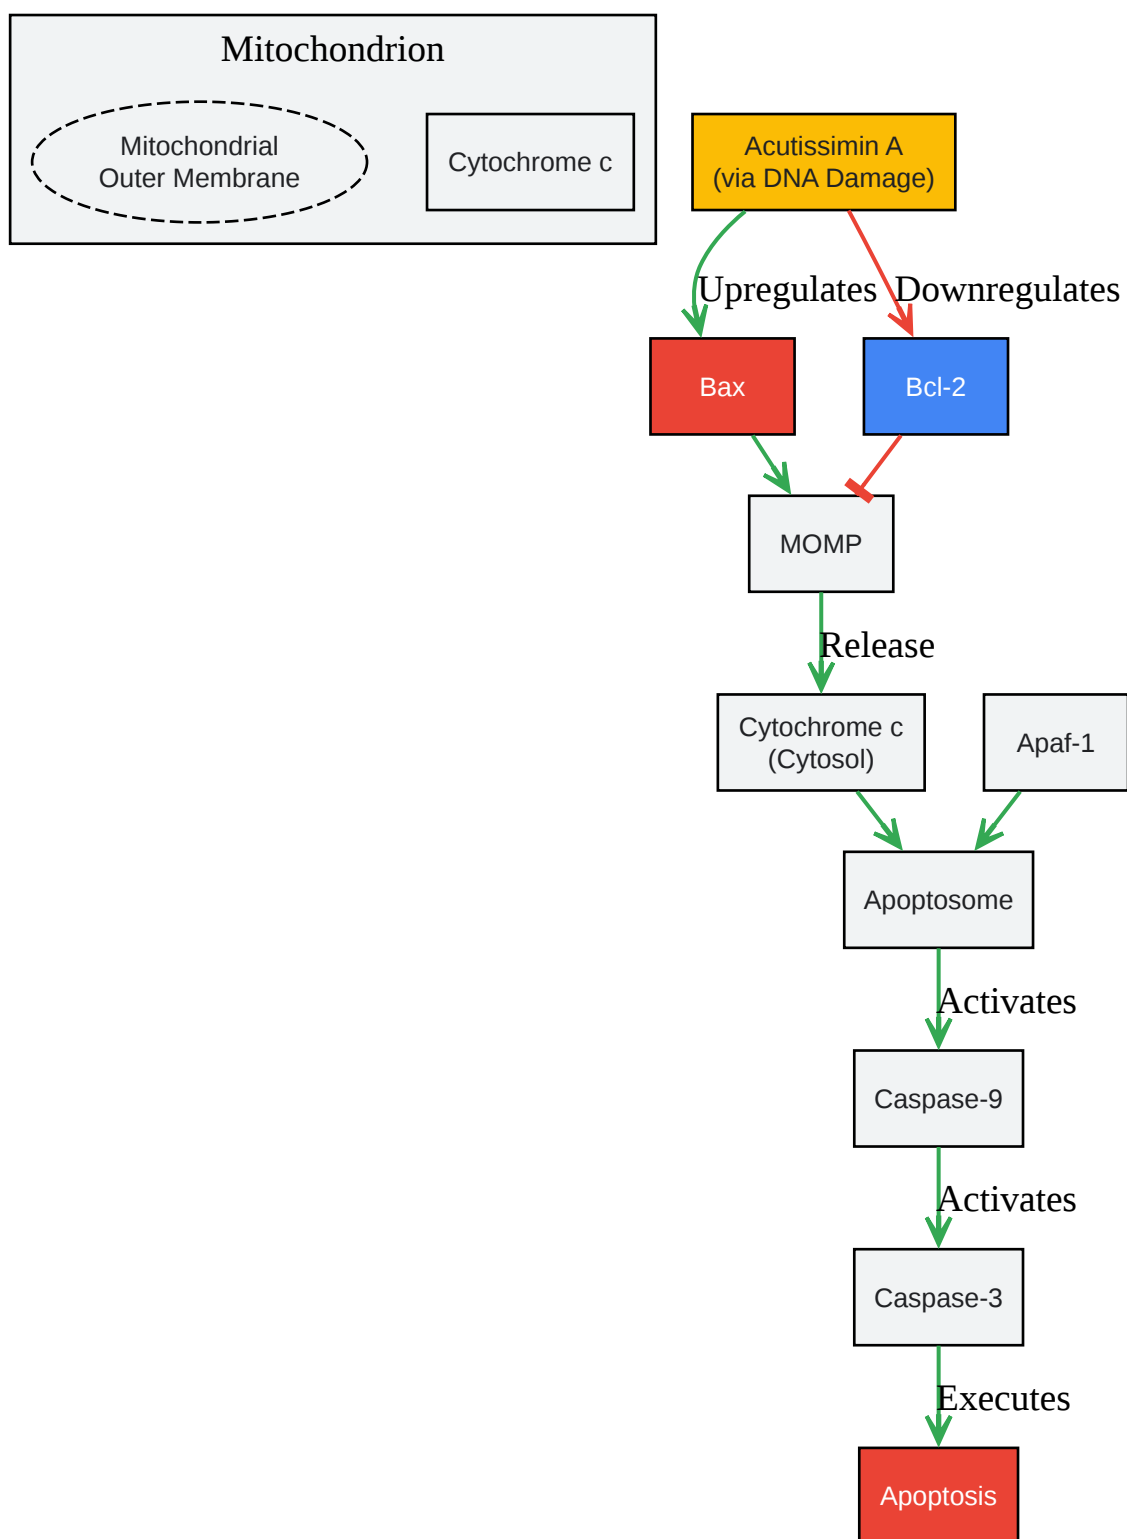 Mitochondrion
Mitochondrial
Outer Membrane
Cytochrome c
Acutissimin A
(via DNA Damage)
Upregulates
Downregulates
Bax
Bcl-2
MOMP
Release
Cytochrome c
(Cytosol)
Apaf-1
Apoptosome
Activates
Caspase-9
Activates
Caspase-3
Executes
Apoptosis